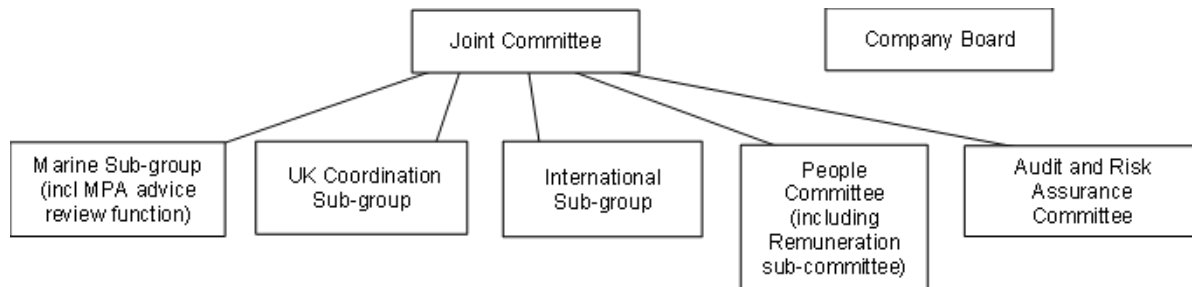 Joint Committee
Company Board
Marine Sub-group
(incl MPA advice
review function)
UK Coordination
Sub-group
International
Sub-group
People
Committee
(including
Remuneration
sub-committee)
Audit and Risk
Assurance
Committee